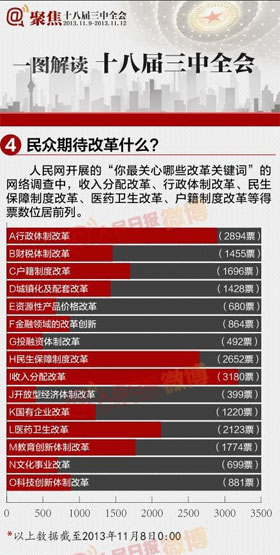 @聚焦 十八届三中全会
2013.11.9-2013.11.12
一图解读 十八届三中全会
4 民众期待改革什么?
人民网开展的“你最关心哪些改革关键词”的
网络调查中,收入分配改革、行政体制改革、民生
保障制度改革、医药卫生改革、户籍制度改革等得
票数位居前列。
A行政体制改革 (2894票)
B财税体制改革 (1455票)
C户籍制度改革 (1696票)
D城镇化及配套改革 (1428票)
E资源性产品价格改革 (680票)
F金融领域的改革创新 (864票)
G投融资体制改革 (492票)
H民生保障制度改革 (2652票)
I收入分配改革 (3180票)
J开放型经济体制改革 (399票)
K国有企业改革 (1220票)
L医药卫生改革 (2123票)
M教育创新体制改革 (1774票)
N文化事业改革 (699票)
O科技创新体制改革 (881票)
0 500 1000 1500 2000 2500 3000 3500
*以上数据截至2013年11月8日0:00